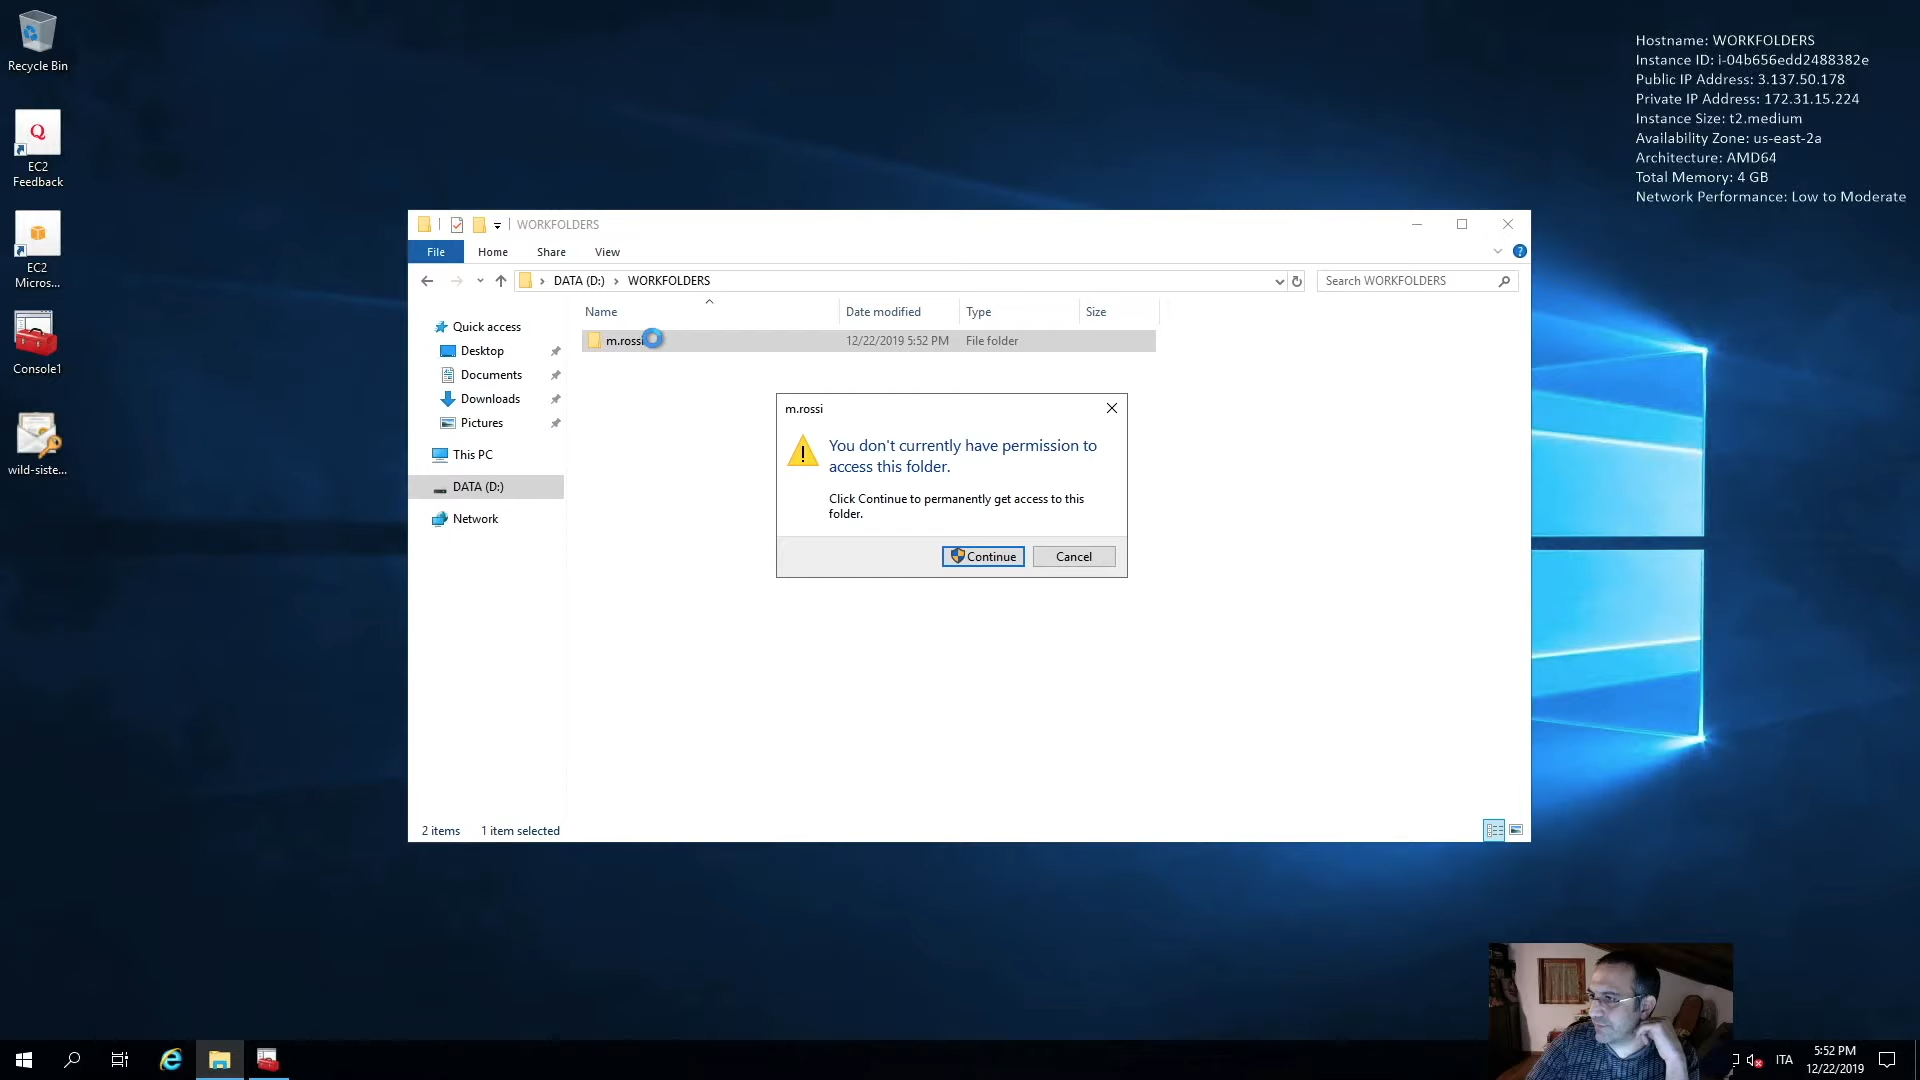 Recycle Bin
EC2
Feedback
EC2
Micros...
Console1
wild-siste...
Hostname: WORKFOLDERS
Instance ID: i-04b656edd2488382e
Public IP Address: 3.137.50.178
Private IP Address: 172.31.15.224
Instance Size: t2.medium
Availability Zone: us-east-2a
Architecture: AMD64
Total Memory: 4 GB
Network Performance: Low to Moderate
WORKFOLDERS
File Home Share View
DATA (D:) WORKFOLDERS
Search WORKFOLDERS
Name Date modified Type Size
m.rossi 12/22/2019 5:52 PM File folder
Quick access
Desktop
Documents
Downloads
Pictures
This PC
DATA (D:)
Network
m.rossi
You don't currently have permission to
access this folder.
Click Continue to permanently get access to this
folder.
Continue Cancel
2 items 1 item selected
ITA
5:52 PM
12/22/2019